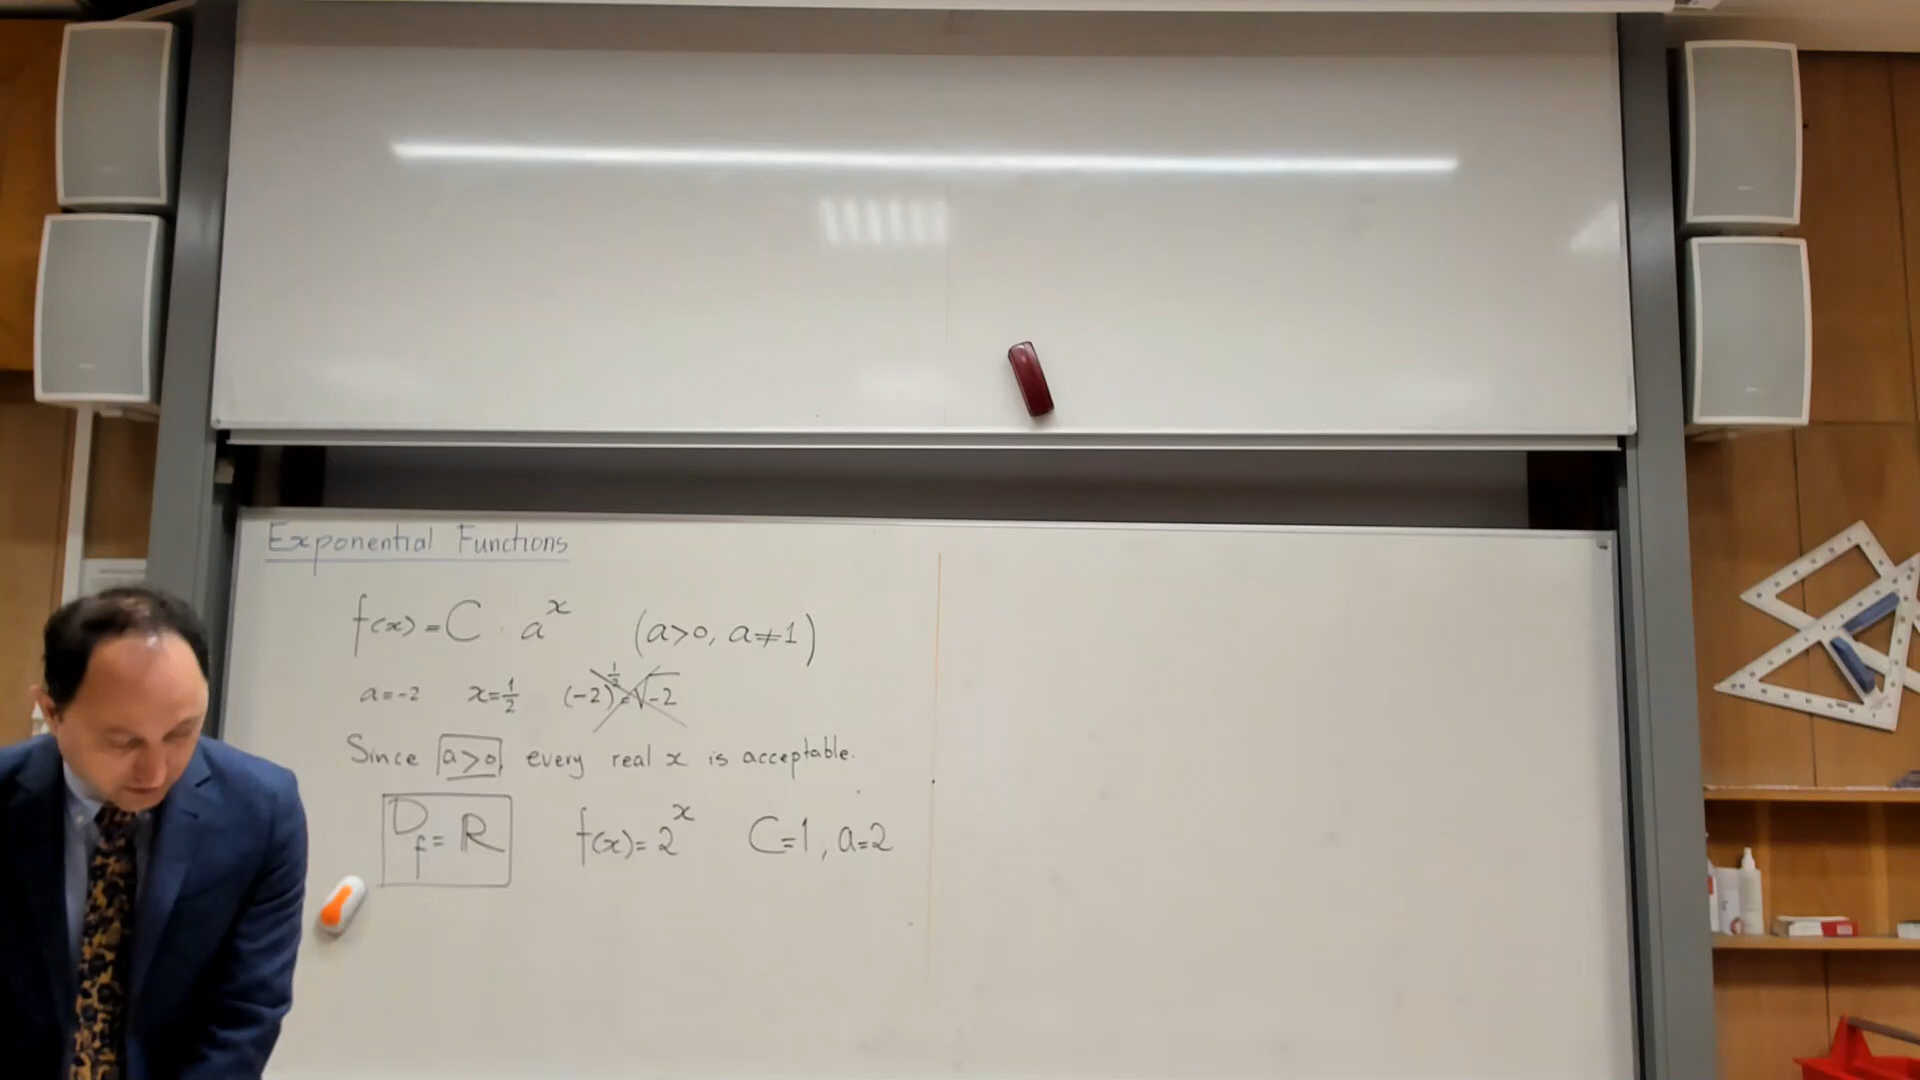 Exponential Functions
f(x) = C · a^x (a>0, a≠1)
a=-2 x=1/2 (-2)^1/2=√-2
Since a>0, every real x is acceptable.
D_f = R f(x) = 2^x C=1, a=2